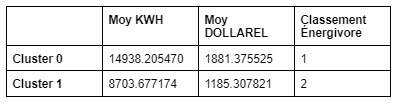 Moy KWH Moy DOLLAREL Classement Énergivore
Cluster 0 14938.205470 1881.375525 1
Cluster 1 8703.677174 1185.307821 2